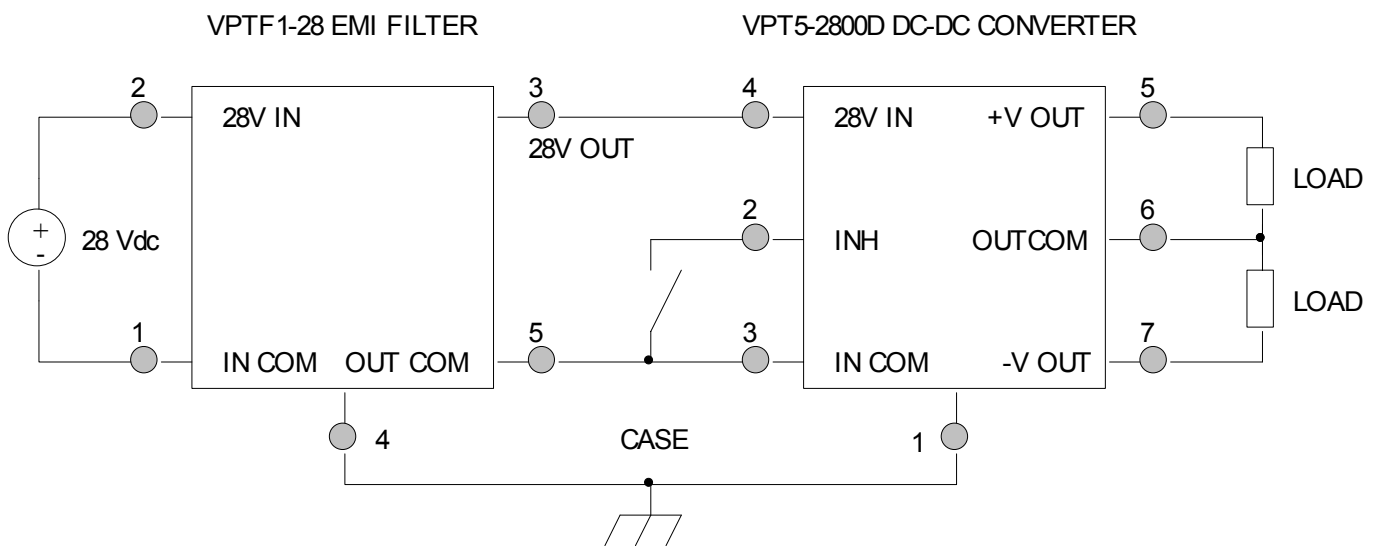 VPTF1-28 EMI FILTER
VPT5-2800D DC-DC CONVERTER
2
3
4
5
28V IN
28V OUT
28V IN
+V OUT
LOAD
2
6
+
-
28 Vdc
INH
OUTCOM
LOAD
1
5
3
7
IN COM
OUT COM
IN COM
-V OUT
4
CASE
1